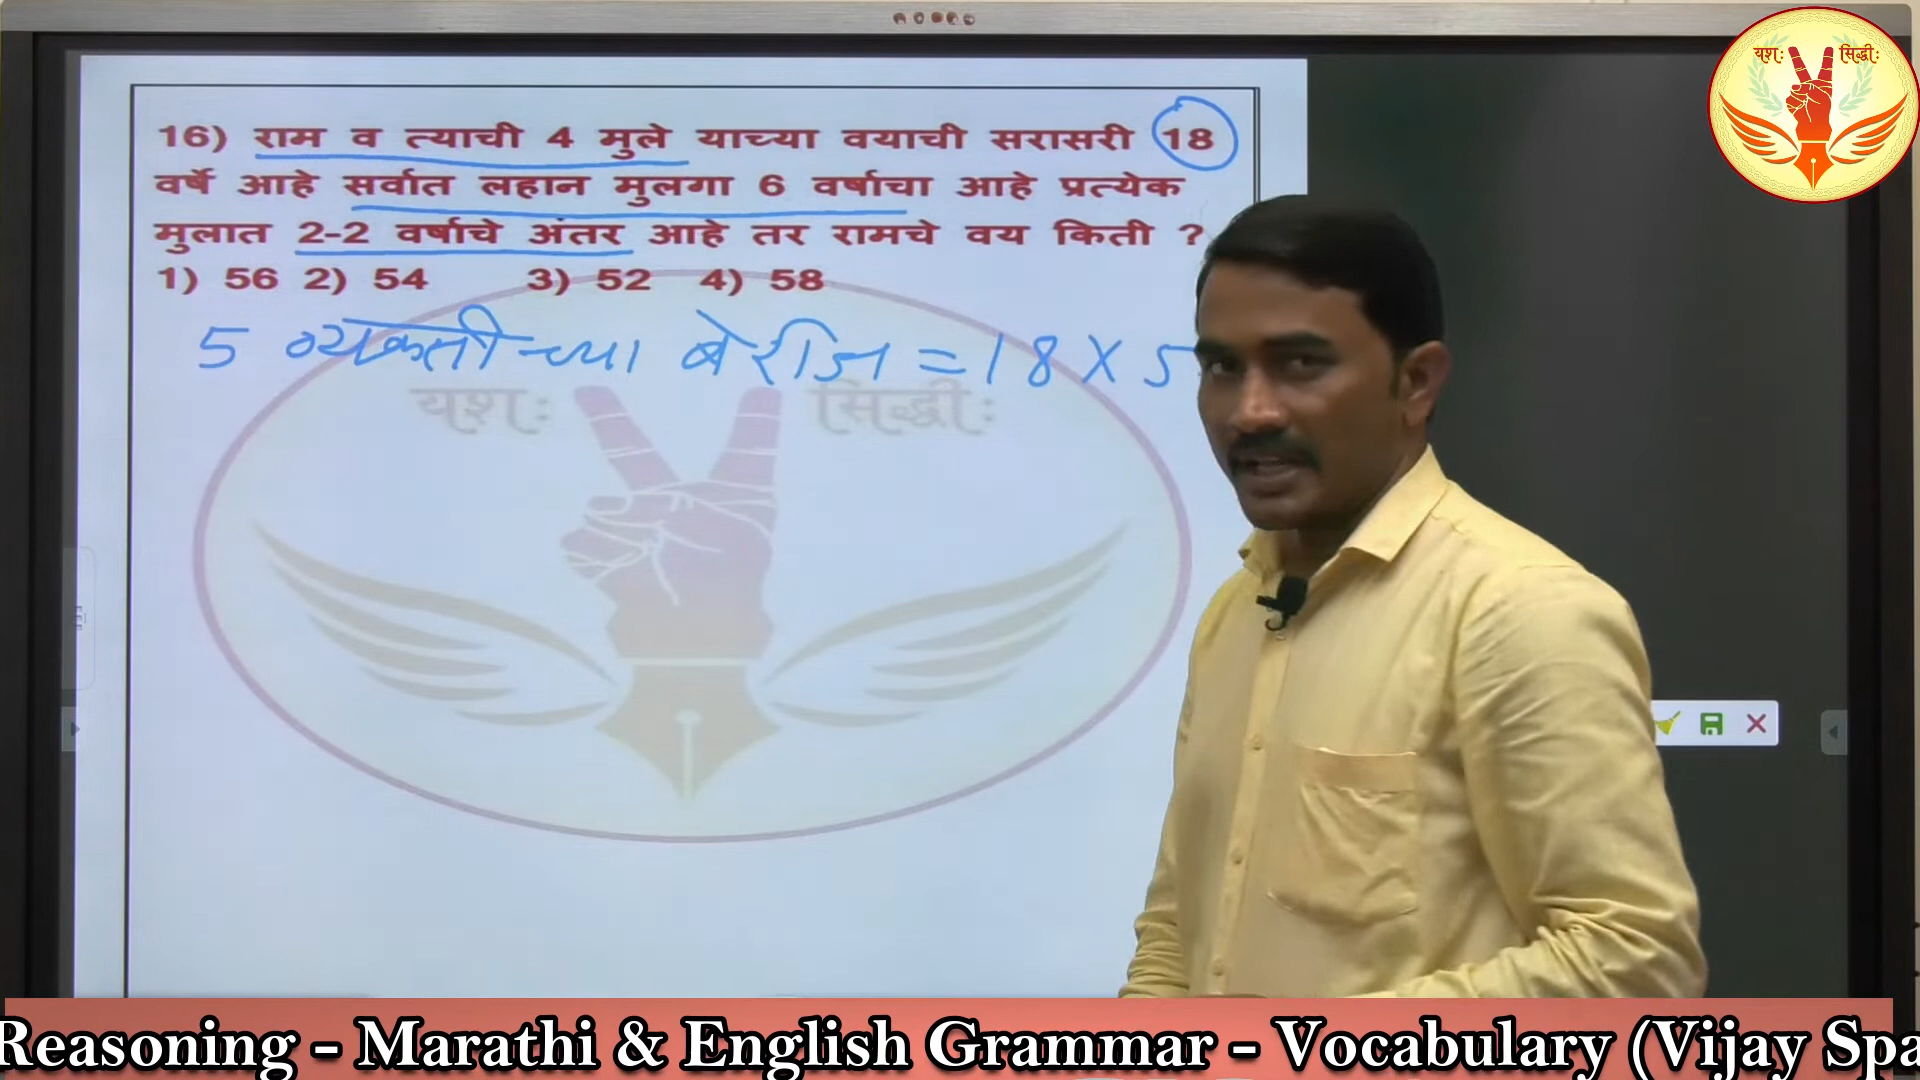 यशः सिद्धीः
16) राम व त्याची 4 मुले याच्या वयाची सरासरी 18
वर्षे आहे सर्वात लहान मुलगा 6 वर्षाचा आहे प्रत्येक
मुलात 2-2 वर्षाचे अंतर आहे तर रामचे वय किती ?
1) 56 2) 54 3) 52 4) 58
5 व्यक्तींच्या बेरीज = 18 X 5
यशः सिद्धीः
Reasoning - Marathi & English Grammar - Vocabulary (Vijay Spa